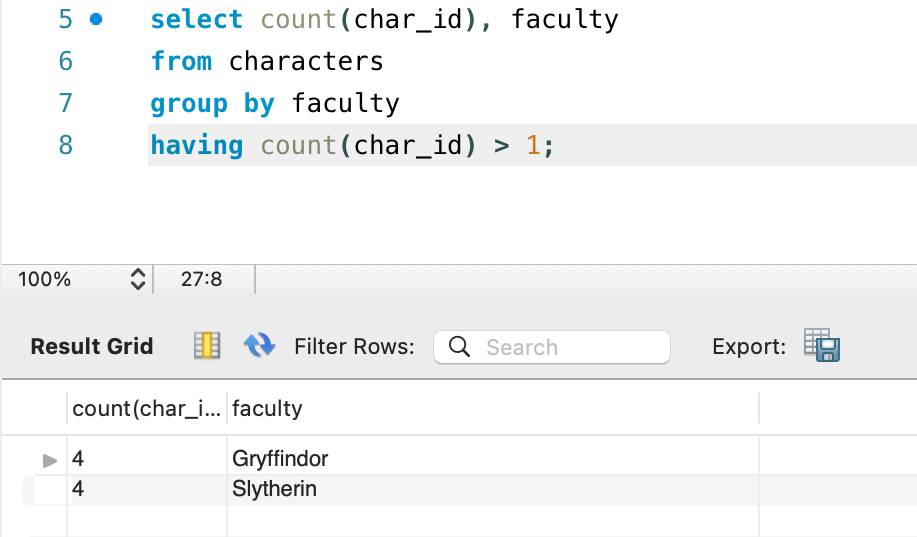 5 select count(char_id), faculty
6 from characters
7 group by faculty
8 having count(char_id) > 1;
100% 27:8
Result Grid Filter Rows: Search Export:
count(char_i... faculty
4 Gryffindor
4 Slytherin